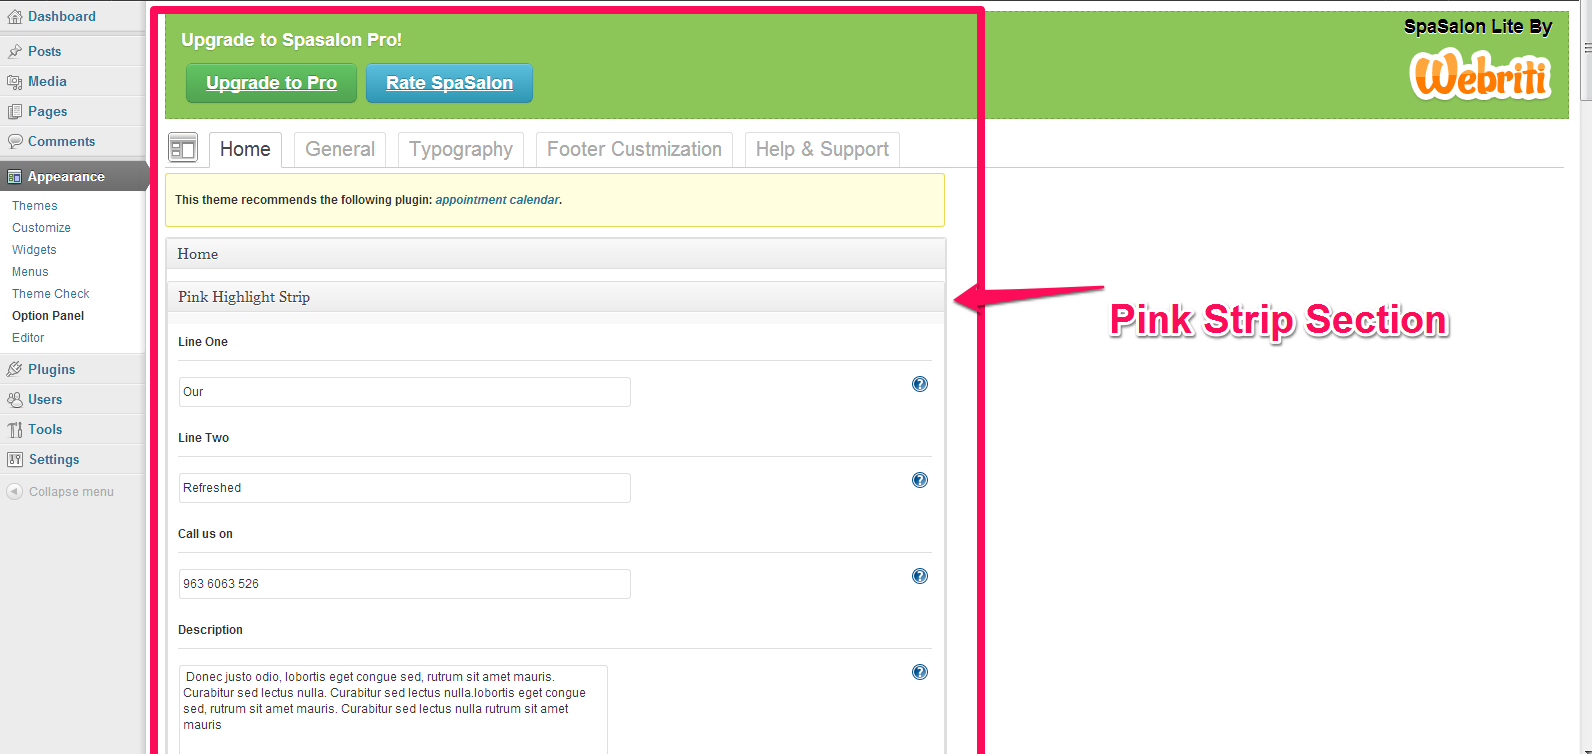 Dashboard
Posts
Media
Pages
Comments
Appearance
Themes
Customize
Widgets
Menus
Theme Check
Option Panel
Editor
Plugins
Users
Tools
Settings
Collapse menu
Upgrade to Spasalon Pro!
Upgrade to Pro
Rate SpaSalon
SpaSalon Lite By
Webriti
Home
General
Typography
Footer Custmization
Help & Support
This theme recommends the following plugin: appointment calendar.
Home
Pink Highlight Strip
Pink Strip Section
Line One
Our
?
Line Two
Refreshed
?
Call us on
963 6063 526
?
Description
?
Donec justo odio, lobortis eget congue sed, rutrum sit amet mauris.
Curabitur sed lectus nulla. Curabitur sed lectus nulla.lobortis eget congue
sed, rutrum sit amet mauris. Curabitur sed lectus nulla rutrum sit amet
mauris